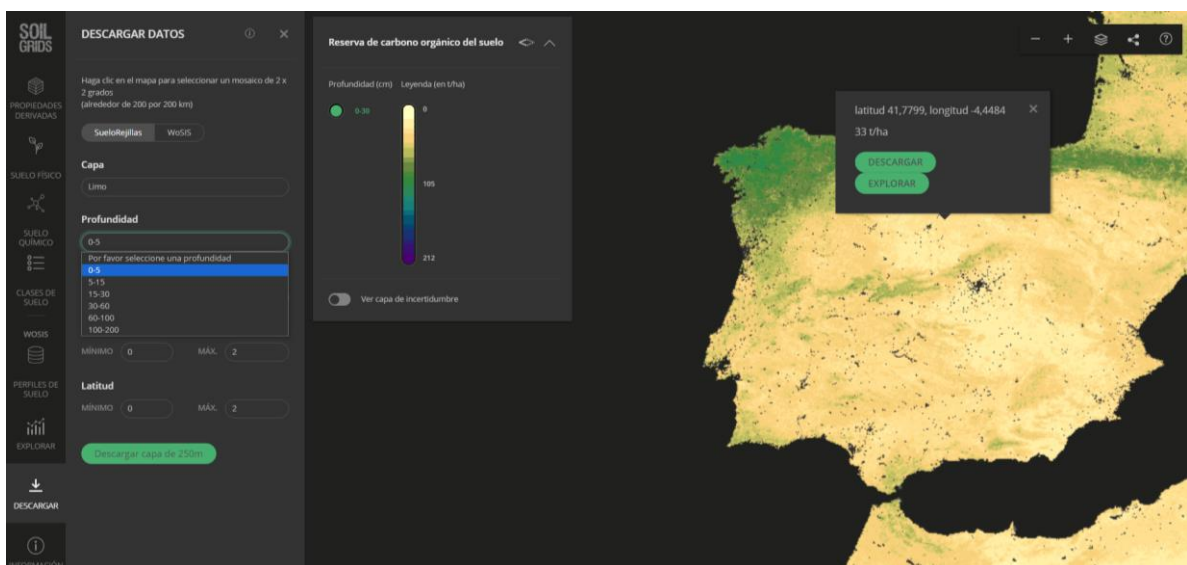 SOIL
GRIDS
PROPIEDADES
DERIVADAS
SUELO FÍSICO
SUELO
QUÍMICO
CLASES DE
SUELO
WOSIS
PERFILES DE
SUELO
EXPLORAR
DESCARGAR
INFORMACIÓN
DESCARGAR DATOS
Haga clic en el mapa para seleccionar un mosaico de 2 x
2 grados
(alrededor de 200 por 200 km)
SueloRejillas WoSIS
Capa
Limo
Profundidad
0-5
Por favor seleccione una profundidad
0-5
5-15
15-30
30-60
60-100
100-200
MÍNIMO 0 MÁX. 2
Latitud
MÍNIMO 0 MÁX. 2
Descargar capa de 250m
Reserva de carbono orgánico del suelo
Profundidad (cm) Leyenda (en t/ha)
0-30
0
105
212
Ver capa de incertidumbre
latitud 41,7799, longitud -4,4484
33 t/ha
DESCARGAR
EXPLORAR